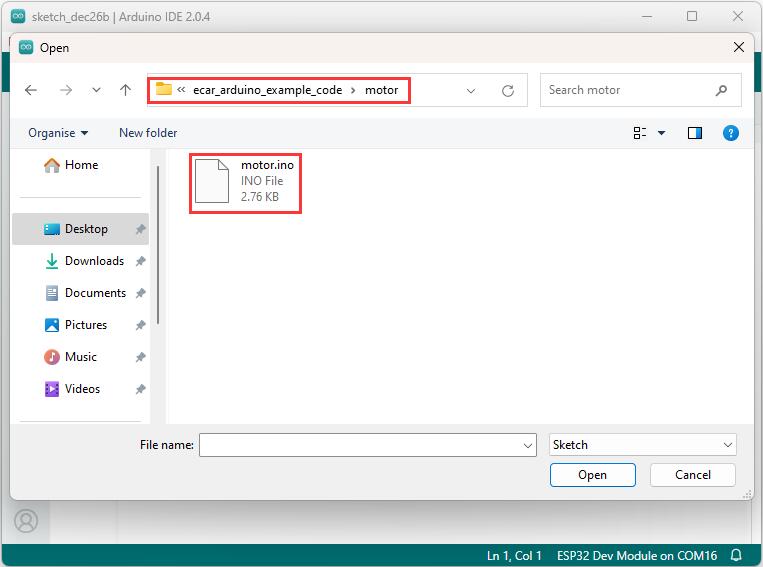 sketch_dec26b | Arduino IDE 2.0.4
Open
« ecar_arduino_example_code › motor
Search motor
Organise
New folder
Home
motor.ino
INO File
2.76 KB
Desktop
Downloads
Documents
Pictures
Music
Videos
File name:
Sketch
Open
Cancel
Ln 1, Col 1
ESP32 Dev Module on COM16